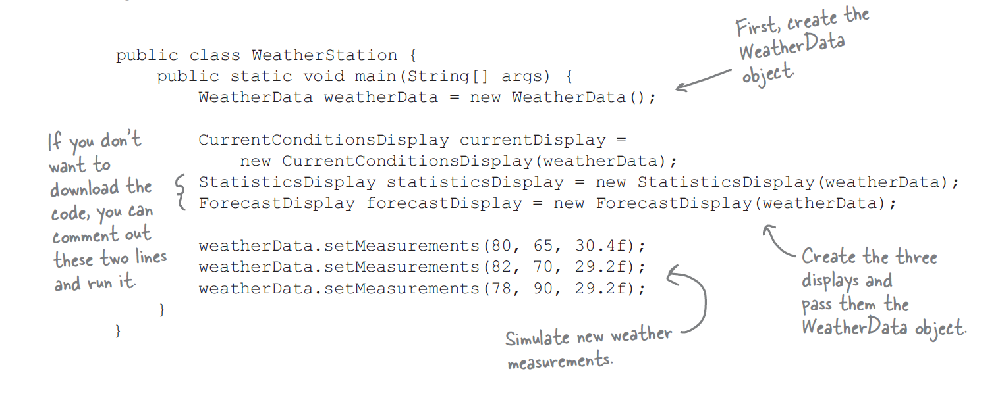 First, create the
WeatherData
object.
public class WeatherStation {
public static void main(String[] args) {
WeatherData weatherData = new WeatherData();
If you don't
want to
download the
code, you can
comment out
these two lines
and run it.
CurrentConditionsDisplay currentDisplay =
new CurrentConditionsDisplay(weatherData);
StatisticsDisplay statisticsDisplay = new StatisticsDisplay(weatherData);
ForecastDisplay forecastDisplay = new ForecastDisplay(weatherData);
weatherData.setMeasurements(80, 65, 30.4f);
weatherData.setMeasurements(82, 70, 29.2f);
weatherData.setMeasurements(78, 90, 29.2f);
}
}
Create the three
displays and
pass them the
WeatherData object.
Simulate new weather
measurements.